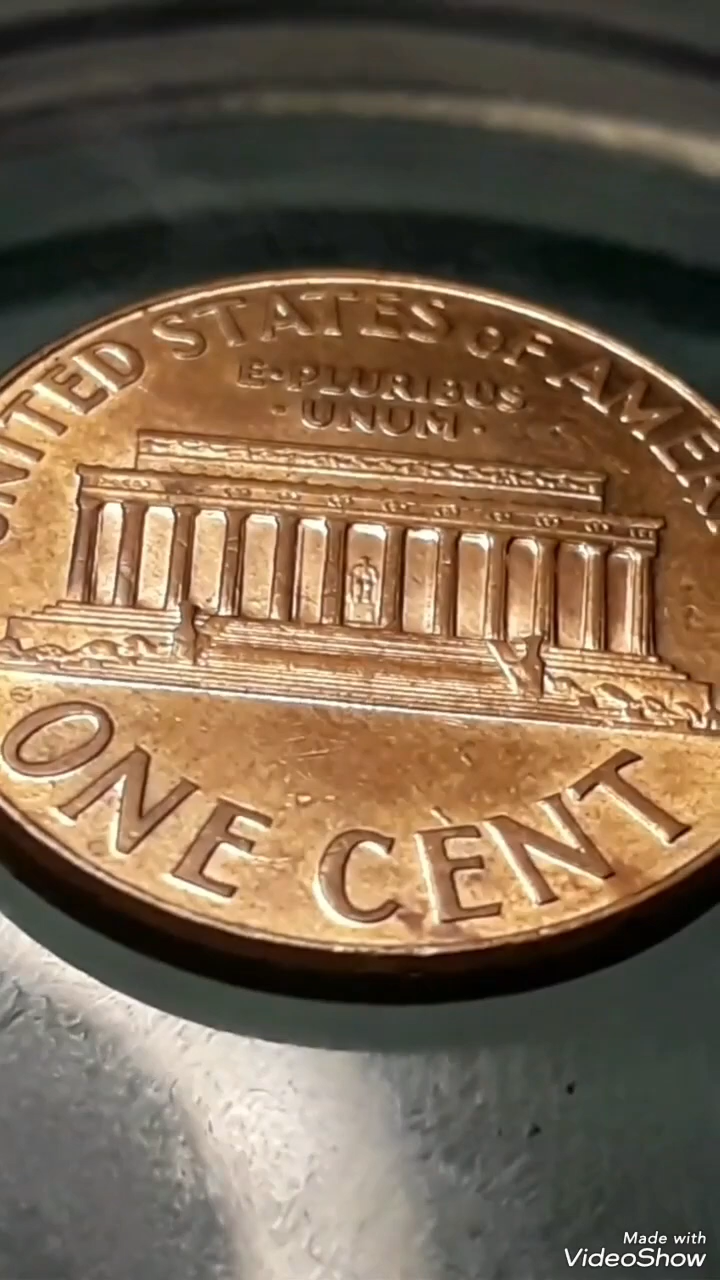 UNITED STATES OF AMER
E·PLURIBUS
·UNUM·
ONE CENT
Made with
VideoShow